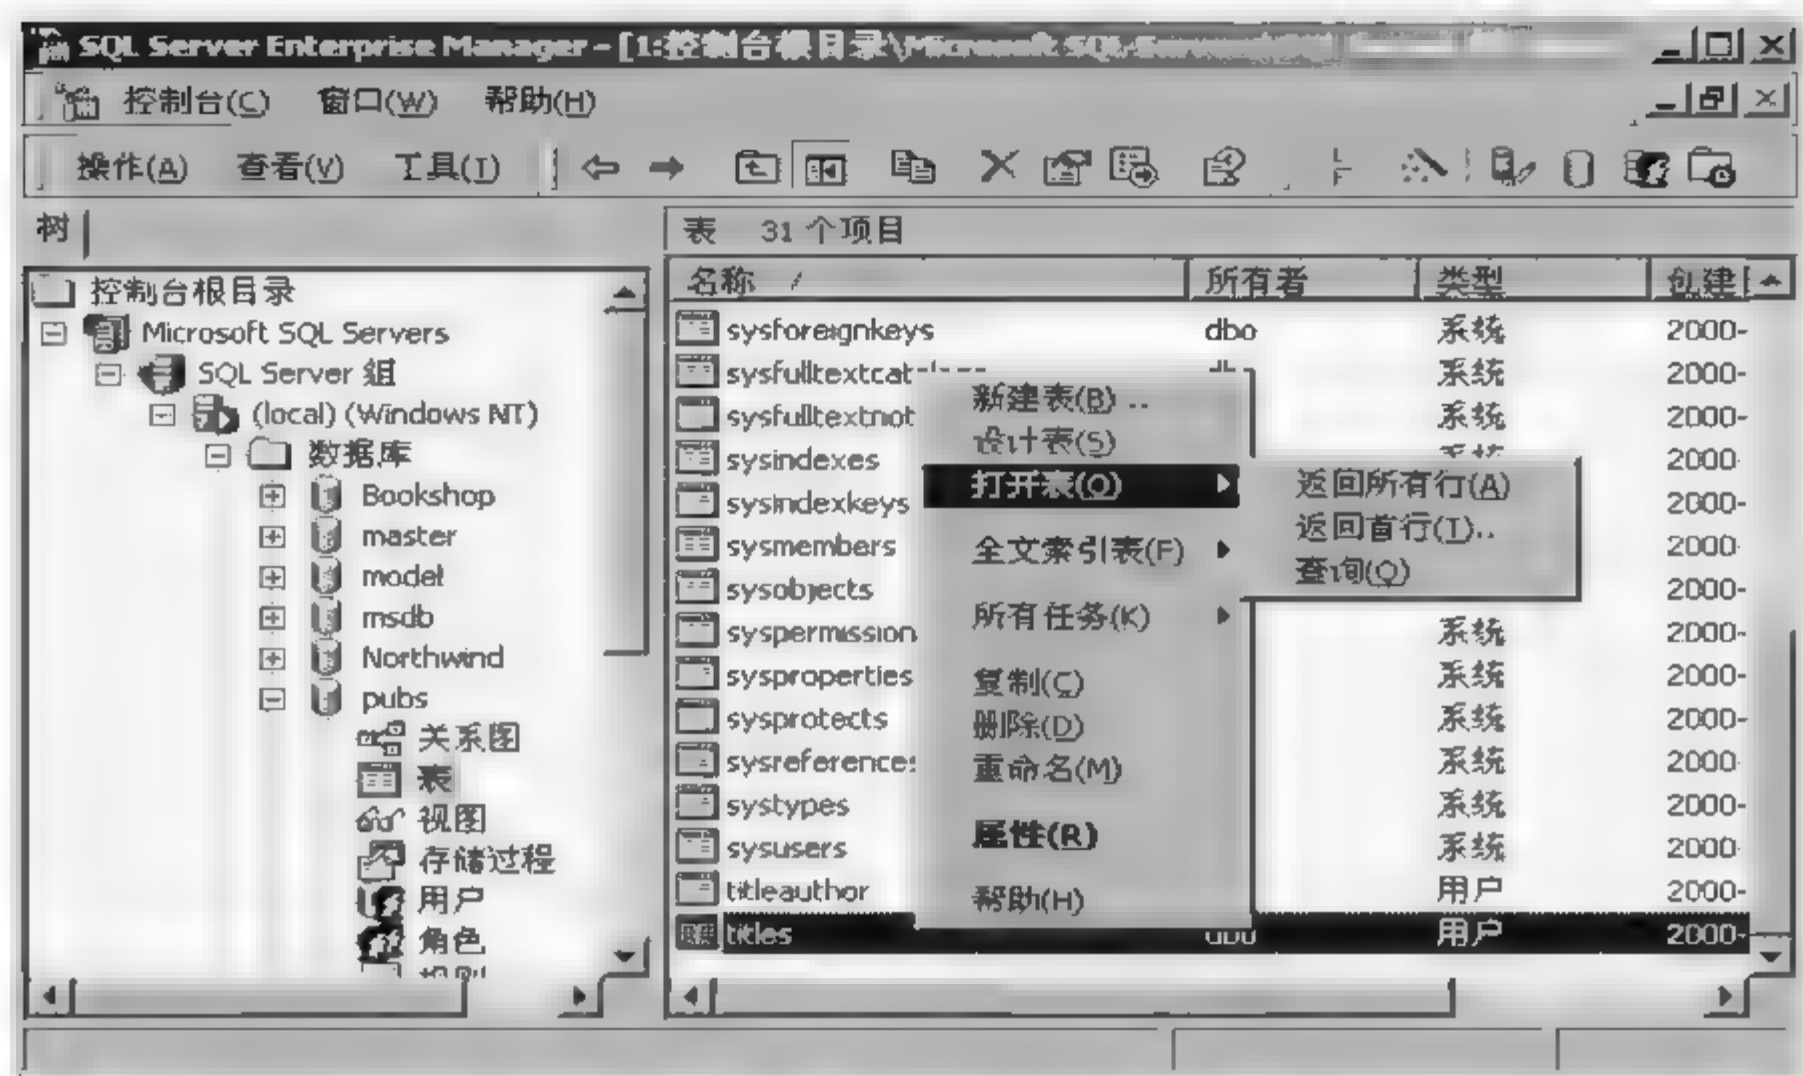 SQL Server Enterprise Manager - [1:控制台根目录\Microsoft SQL Servers
控制台(C) 窗口(W) 帮助(H)
操作(A) 查看(V) 工具(T)
树
控制台根目录
Microsoft SQL Servers
SQL Server 组
(local) (Windows NT)
数据库
Bookshop
master
model
msdb
Northwind
pubs
关系图
表
视图
存储过程
用户
角色
表 31 个项目
名称 / 所有者 类型 创建
sysforeignkeys dbo 系统 2000-
sysfulltextcat 系统 2000-
sysfulltextnot 系统 2000-
sysindexes 2000-
sysindexkeys 2000-
sysmembers 2000-
sysobjects 2000-
syspermission 系统 2000-
sysproperties 系统 2000-
sysprotects 系统 2000-
sysreferences 系统 2000-
systypes 系统 2000-
sysusers 系统 2000-
titleauthor 用户 2000-
titles dbo 用户 2000-
新建表(B)...
设计表(S)
打开表(O)
全文索引表(F)
所有任务(K)
复制(C)
删除(D)
重命名(M)
属性(R)
帮助(H)
返回所有行(A)
返回首行(T)...
查询(Q)